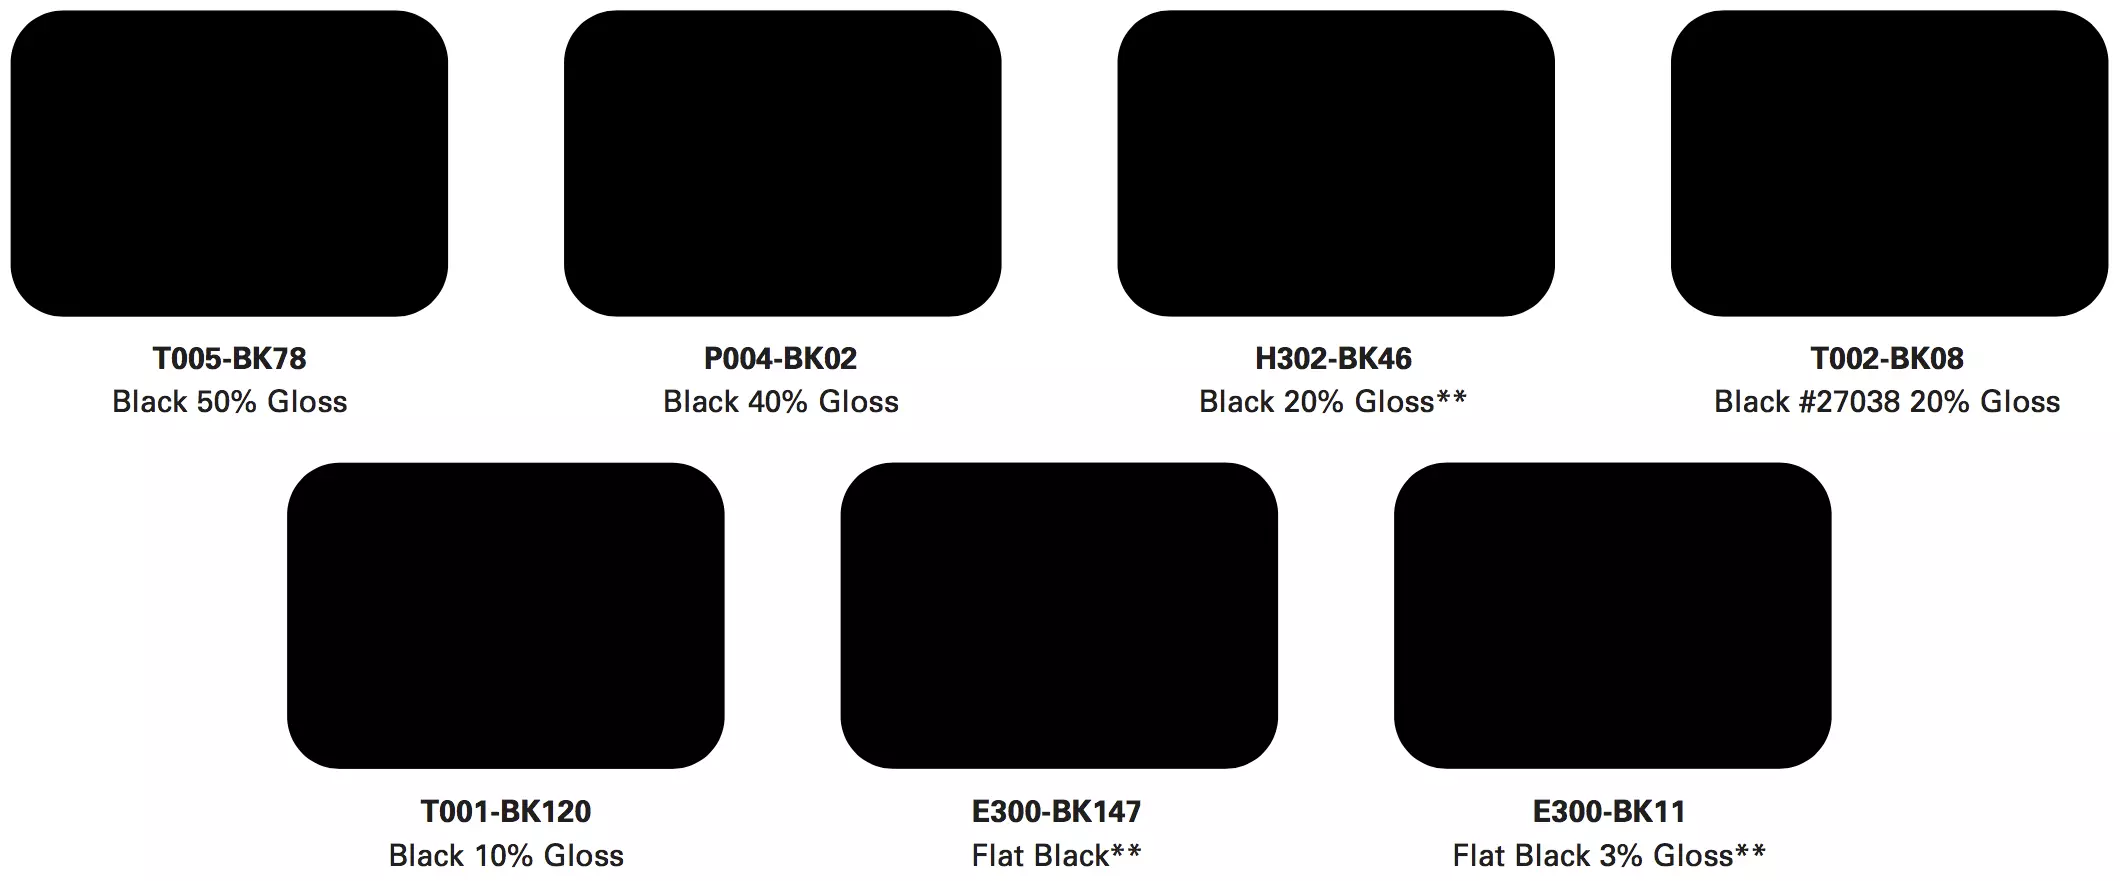 T005-BK78
Black 50% Gloss
P004-BK02
Black 40% Gloss
H302-BK46
Black 20% Gloss**
T002-BK08
Black #27038 20% Gloss
T001-BK120
Black 10% Gloss
E300-BK147
Flat Black**
E300-BK11
Flat Black 3% Gloss**